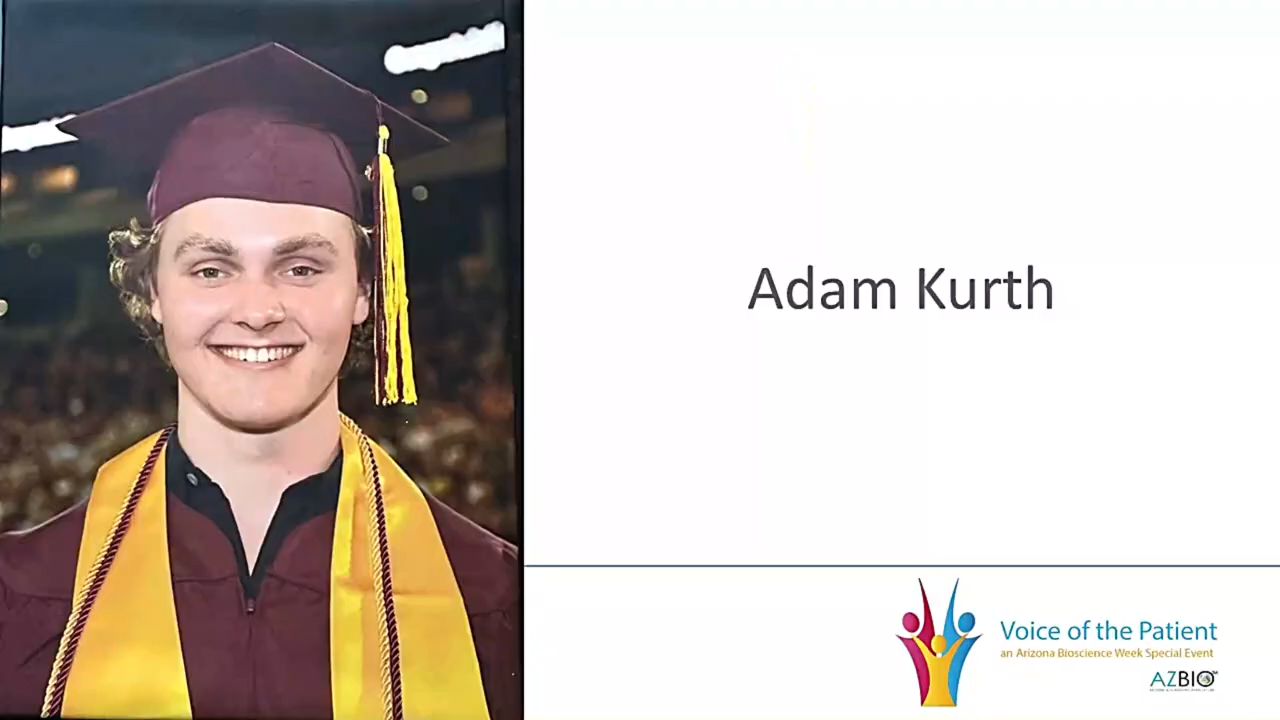 Adam Kurth
Voice of the Patient
an Arizona Bioscience Week Special Event
AZBIO